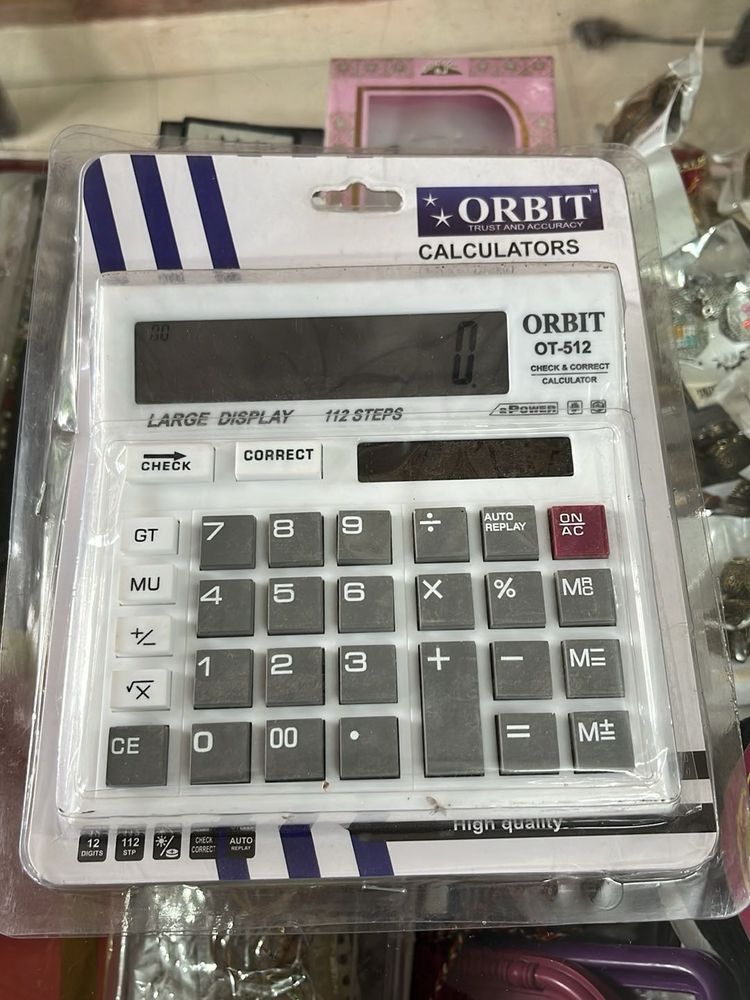 ORBIT™
TRUST AND ACCURACY
CALCULATORS
ORBIT
OT-512
CHECK & CORRECT
CALCULATOR
0.
LARGE DISPLAY 112 STEPS
POWER
CHECK CORRECT
GT 7 8 9 ÷ AUTO REPLAY ON/AC
MU 4 5 6 X % MRC
+/− 1 2 3 + − M=
√X
CE 0 00 . = M±
High quality
12 DIGITS
112 STP
CHECK CORRECT
AUTO REPLAY